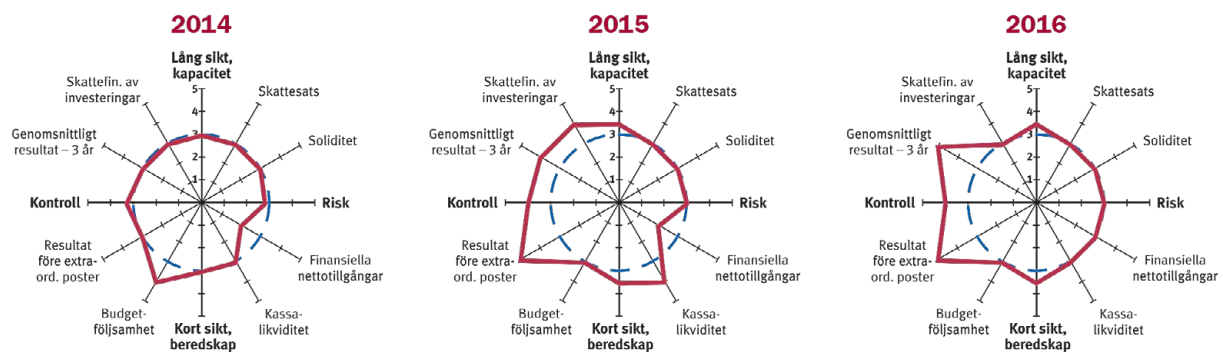 2014
Lång sikt,
kapacitet
Skattefin. av
investeringar
Skattesats
Genomsnittligt
resultat – 3 år
Soliditet
5
4
3
2
1
Kontroll
Risk
Resultat
före extra-
ord. poster
Finansiella
nettotillgångar
Budget-
följsamhet
Kassa-
likviditet
Kort sikt,
beredskap
2015
Lång sikt,
kapacitet
Skattefin. av
investeringar
Skattesats
Genomsnittligt
resultat – 3 år
Soliditet
5
4
3
2
1
Kontroll
Risk
Resultat
före extra-
ord. poster
Finansiella
nettotillgångar
Budget-
följsamhet
Kassa-
likviditet
Kort sikt,
beredskap
2016
Lång sikt,
kapacitet
Skattefin. av
investeringar
Skattesats
Genomsnittligt
resultat – 3 år
Soliditet
5
4
3
2
1
Kontroll
Risk
Resultat
före extra-
ord. poster
Finansiella
nettotillgångar
Budget-
följsamhet
Kassa-
likviditet
Kort sikt,
beredskap